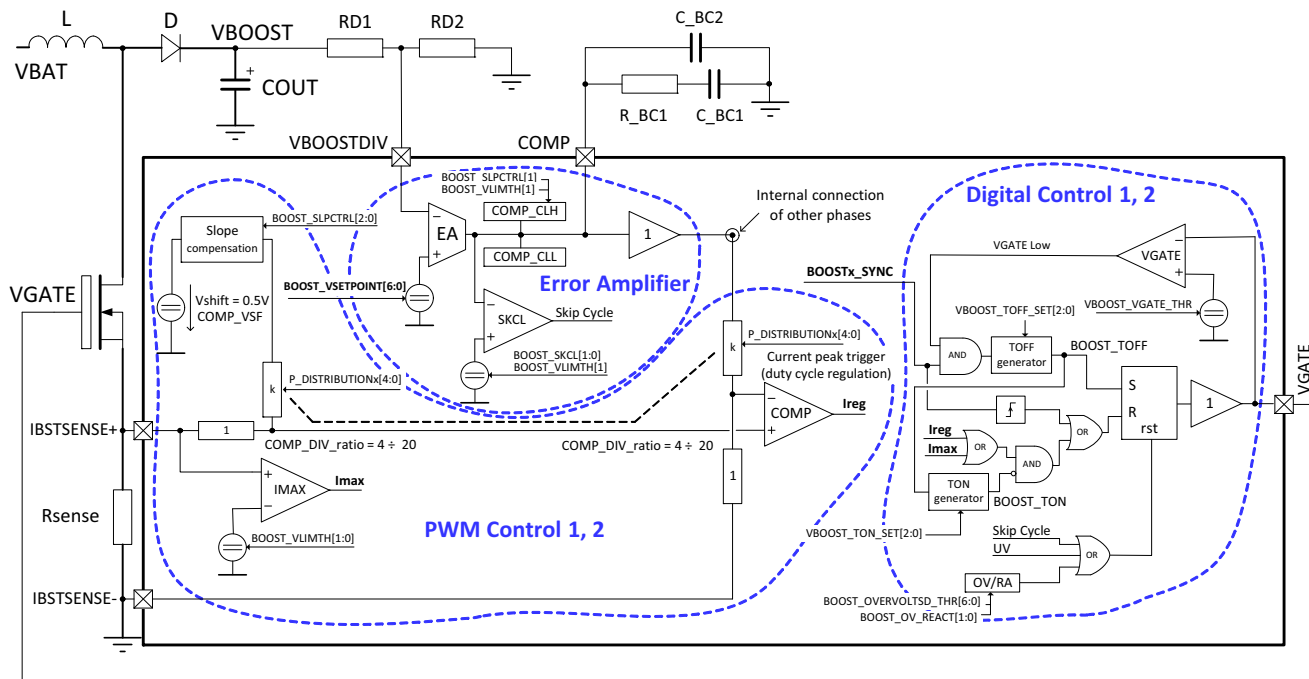 L
D
VBOOST
RD1
RD2
C_BC2
VBAT
COUT
R_BC1
C_BC1
VBOOSTDIV
COMP
BOOST_SLPCTRL[1]
BOOST_VLIMTH[1]
COMP_CLH
Internal connection
of other phases
Digital Control 1, 2
BOOST_SLPCTRL[2:0]
Slope
compensation
−
EA
+
COMP_CLL
1
VGATE Low
−
VGATE
+
BOOSTx_SYNC
Error Amplifier
VGATE
Vshift = 0.5V
COMP_VSF
BOOST_VSETPOINT[6:0]
−
SKCL
+
Skip Cycle
VBOOST_VGATE_THR
VBOOST_TOFF_SET[2:0]
P_DISTRIBUTIONx[4:0]
k
Current peak trigger
(duty cycle regulation)
AND
TOFF
generator
BOOST_TOFF
BOOST_SKCL[1:0]
BOOST_VLIMTH[1]
P_DISTRIBUTIONx[4:0]
k
−
COMP
+
Ireg
S
R
rst
1
VGATE
IBSTSENSE+
1
COMP_DIV_ratio = 4 ÷ 20
COMP_DIV_ratio = 4 ÷ 20
Ireg
Imax
OR
AND
OR
+
IMAX
−
Imax
1
TON
generator
BOOST_TON
Rsense
BOOST_VLIMTH[1:0]
PWM Control 1, 2
VBOOST_TON_SET[2:0]
Skip Cycle
UV
OR
OV/RA
IBSTSENSE-
BOOST_OVERVOLTSD_THR[6:0]
BOOST_OV_REACT[1:0]